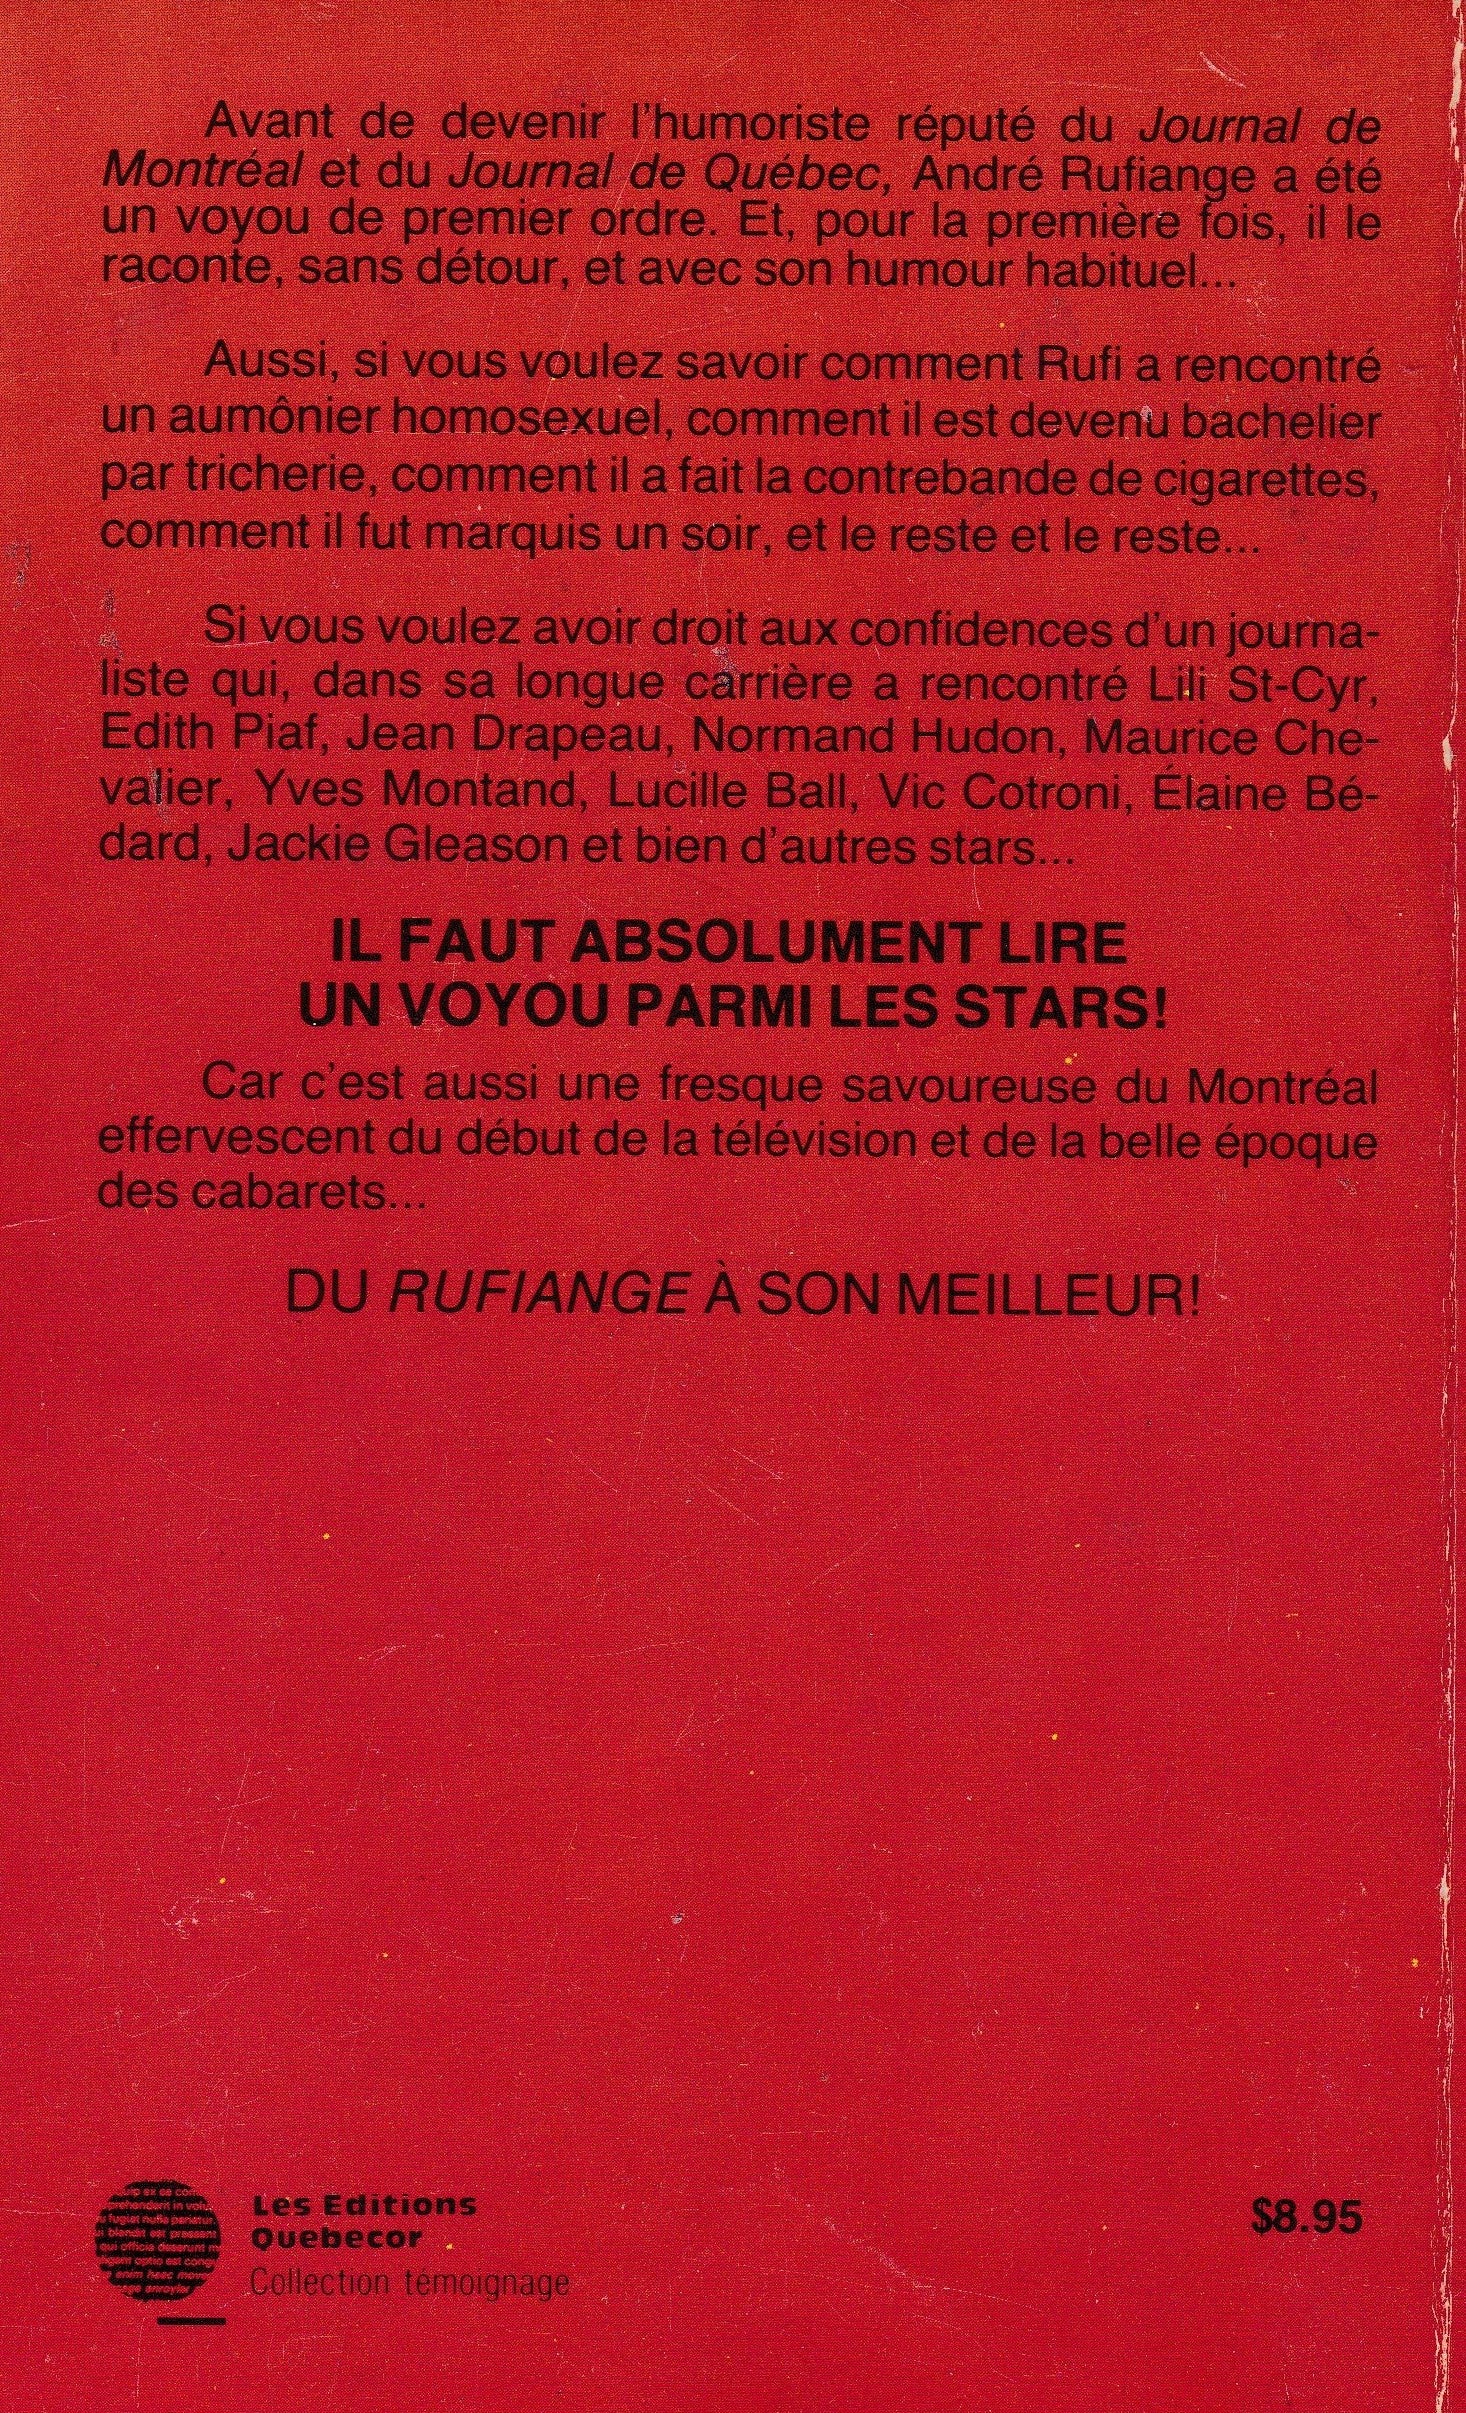 Avant de devenir l'humoriste réputé du Journal de
Montréal et du Journal de Québec, André Rufiange a été
un voyou de premier ordre. Et, pour la première fois, il le
raconte, sans détour, et avec son humour habituel...
Aussi, si vous voulez savoir comment Rufi a rencontré
un aumônier homosexuel, comment il est devenu bachelier
par tricherie, comment il a fait la contrebande de cigarettes,
comment il fut marquis un soir, et le reste et le reste...
Si vous voulez avoir droit aux confidences d'un journa-
liste qui, dans sa longue carrière a rencontré Lili St-Cyr,
Edith Piaf, Jean Drapeau, Normand Hudon, Maurice Che-
valier, Yves Montand, Lucille Ball, Vic Cotroni, Élaine Bé-
dard, Jackie Gleason et bien d'autres stars...
IL FAUT ABSOLUMENT LIRE
UN VOYOU PARMI LES STARS!
Car c'est aussi une fresque savoureuse du Montréal
effervescent du début de la télévision et de la belle époque
des cabarets...
DU RUFIANGE À SON MEILLEUR!
Les Editions
Quebecor
Collection témoignage
$8.95